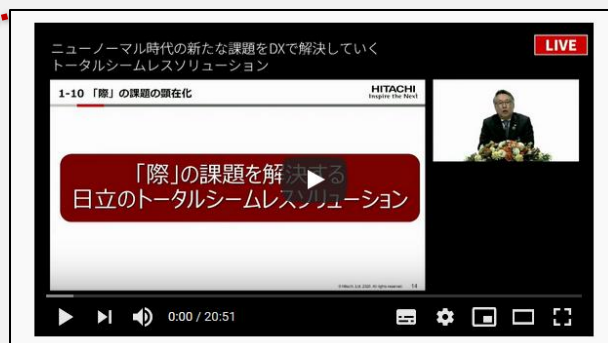 ニューノーマル時代の新たな課題をDXで解決していく
トータルシームレスソリューション
LIVE
1-10 「際」の課題の顕在化
HITACHI
Inspire the Next
「際」の課題を解決する
日立のトータルシームレスソリューション
14
0:00 / 20:51